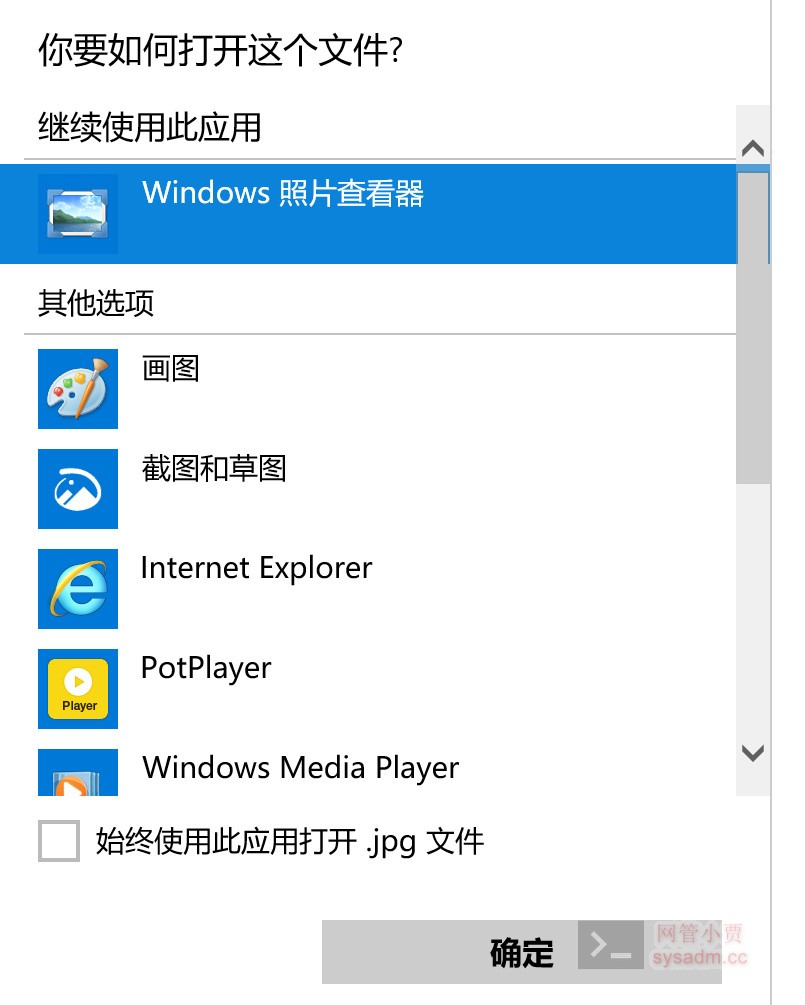 你要如何打开这个文件?
继续使用此应用
Windows 照片查看器
其他选项
画图
截图和草图
Internet Explorer
PotPlayer
Player
Windows Media Player
始终使用此应用打开 .jpg 文件
确定
>_
网管小贾
sysadm.cc